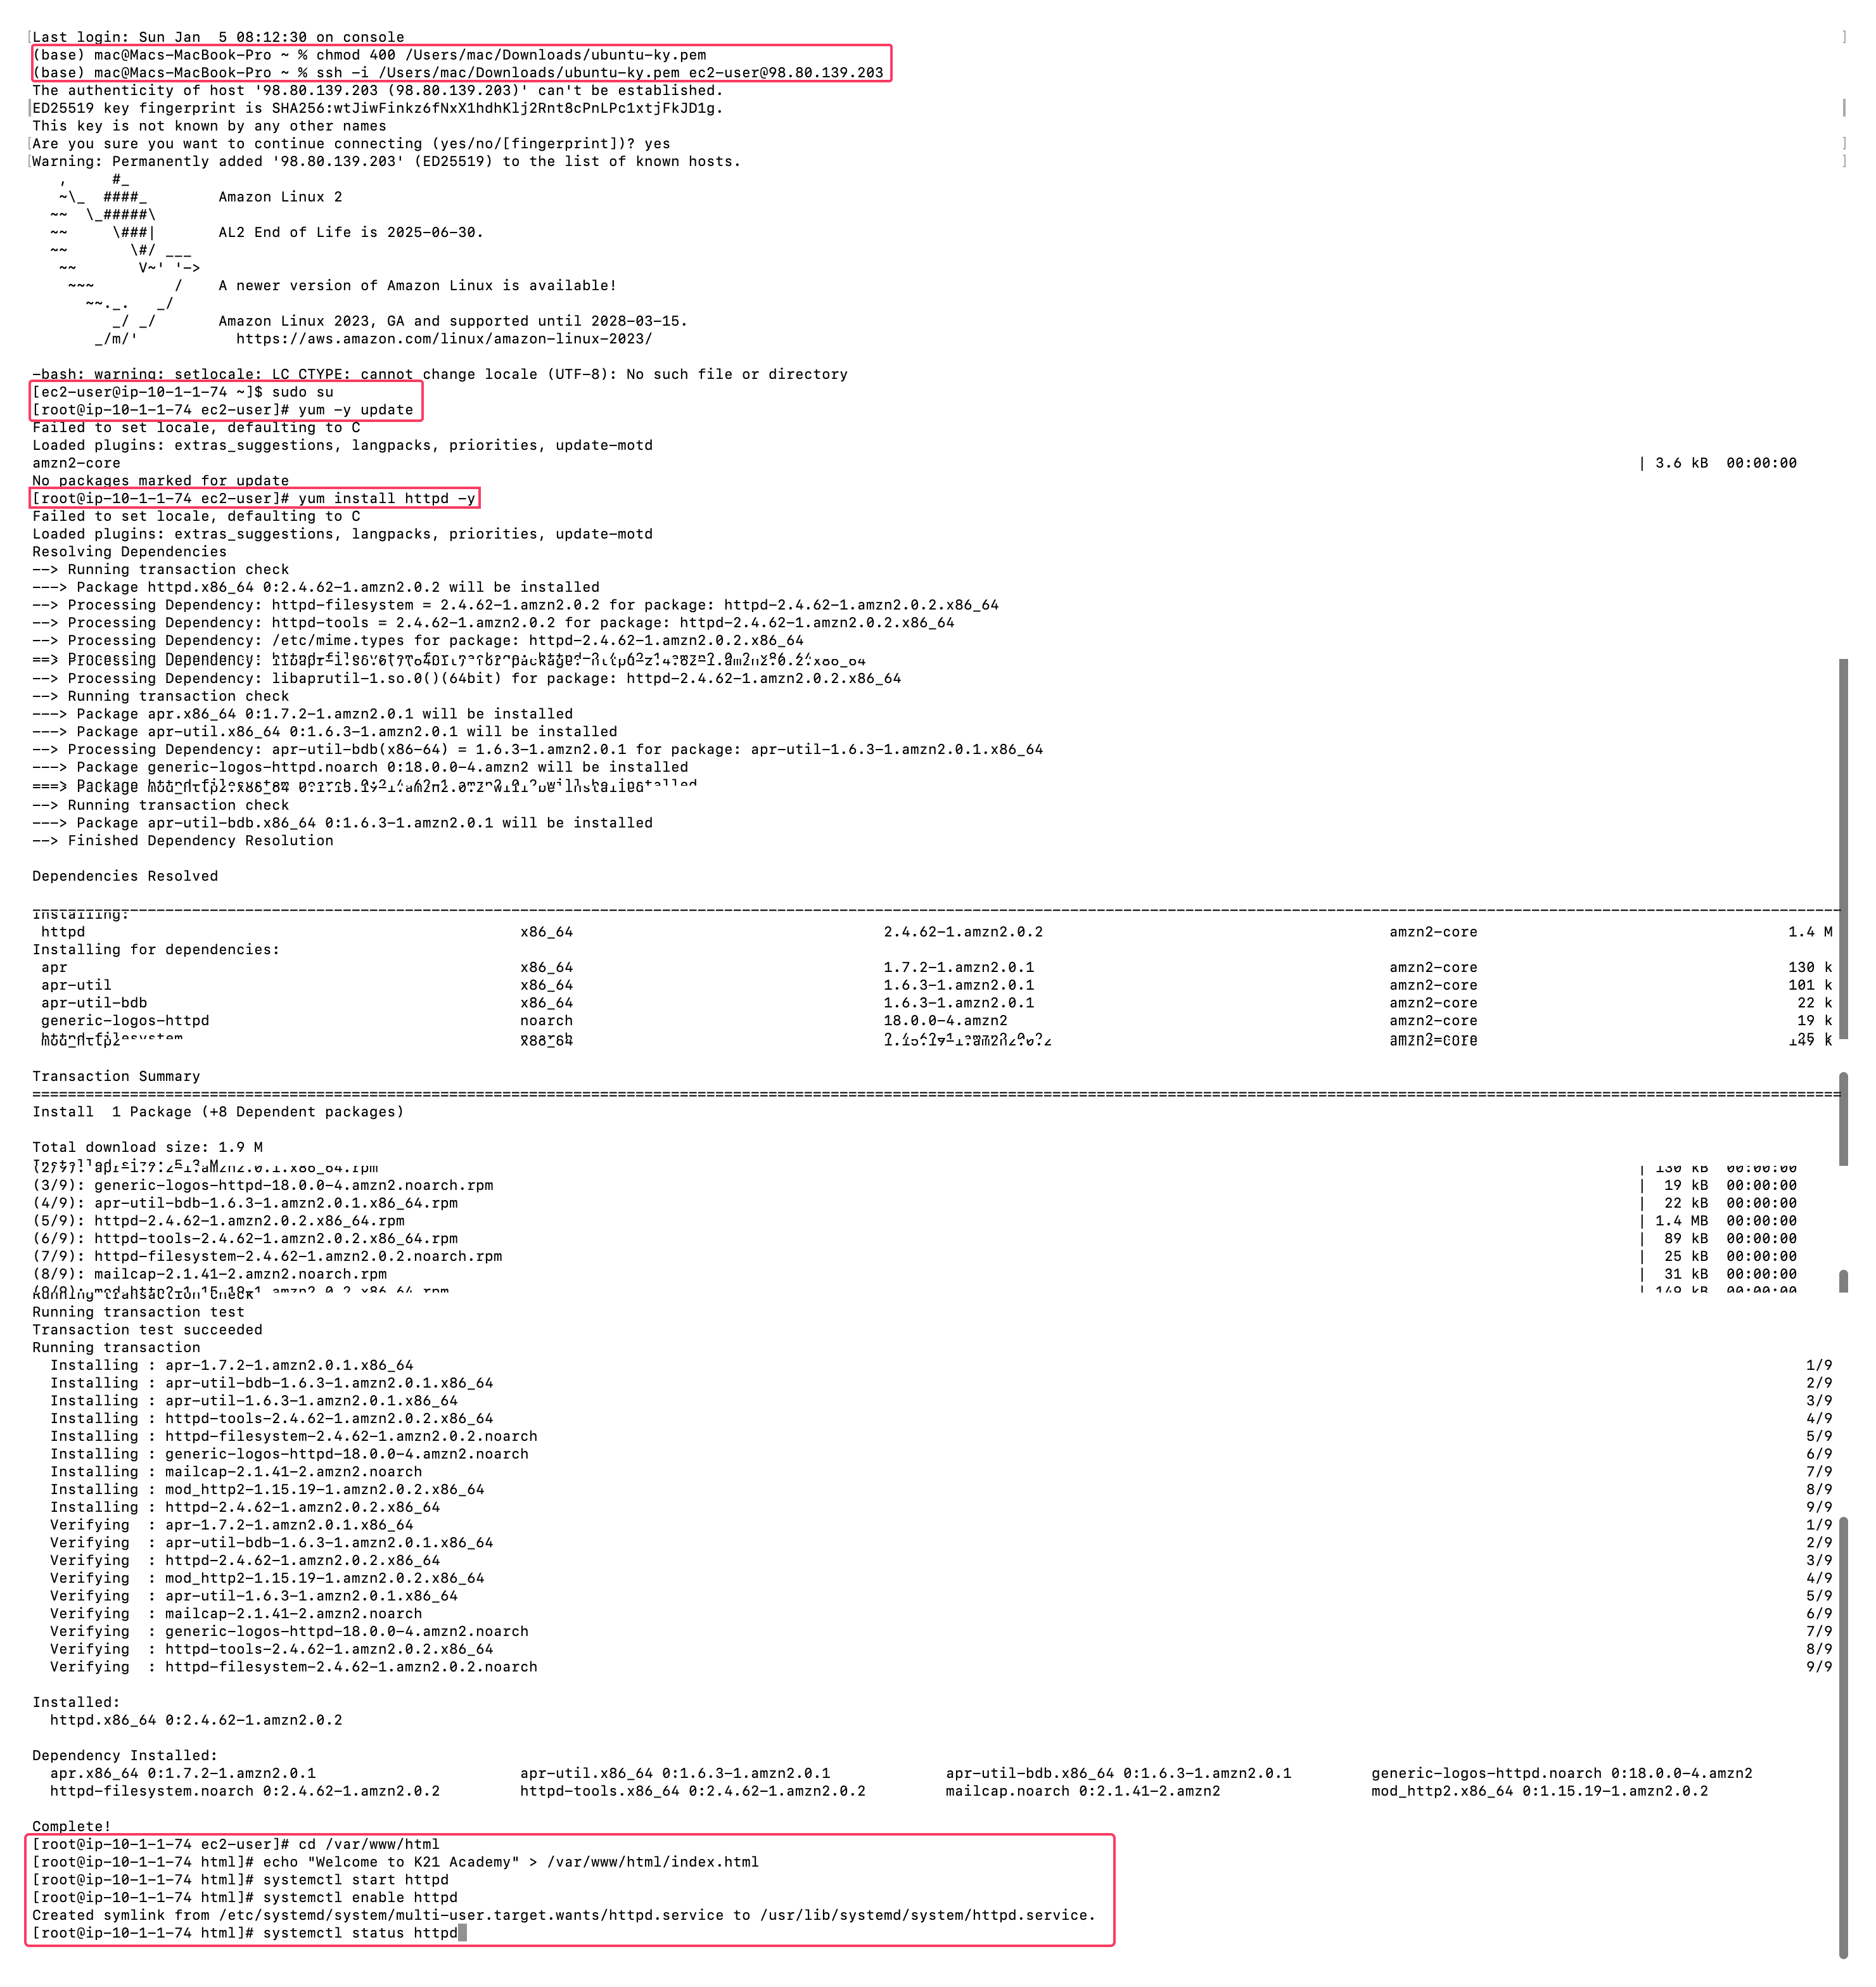 Last login: Sun Jan  5 08:12:30 on console
(base) mac@Macs-MacBook-Pro ~ % chmod 400 /Users/mac/Downloads/ubuntu-ky.pem
(base) mac@Macs-MacBook-Pro ~ % ssh -i /Users/mac/Downloads/ubuntu-ky.pem ec2-user@98.80.139.203
The authenticity of host '98.80.139.203 (98.80.139.203)' can't be established.
ED25519 key fingerprint is SHA256:wtJiwFinkz6fNxX1hdhKlj2Rnt8cPnLPc1xtjFkJD1g.
This key is not known by any other names
Are you sure you want to continue connecting (yes/no/[fingerprint])? yes
Warning: Permanently added '98.80.139.203' (ED25519) to the list of known hosts.
   ,     #_
   ~\_  ####_        Amazon Linux 2
  ~~  \_#####\
  ~~     \###|       AL2 End of Life is 2025-06-30.
  ~~       \#/ ___
   ~~       V~' '->
    ~~~         /    A newer version of Amazon Linux is available!
      ~~._.   _/
         _/ _/       Amazon Linux 2023, GA and supported until 2028-03-15.
       _/m/'           https://aws.amazon.com/linux/amazon-linux-2023/
-bash: warning: setlocale: LC_CTYPE: cannot change locale (UTF-8): No such file or directory
[ec2-user@ip-10-1-1-74 ~]$ sudo su
[root@ip-10-1-1-74 ec2-user]# yum -y update
Failed to set locale, defaulting to C
Loaded plugins: extras_suggestions, langpacks, priorities, update-motd
amzn2-core | 3.6 kB  00:00:00
No packages marked for update
[root@ip-10-1-1-74 ec2-user]# yum install httpd -y
Failed to set locale, defaulting to C
Loaded plugins: extras_suggestions, langpacks, priorities, update-motd
Resolving Dependencies
--> Running transaction check
---> Package httpd.x86_64 0:2.4.62-1.amzn2.0.2 will be installed
--> Processing Dependency: httpd-filesystem = 2.4.62-1.amzn2.0.2 for package: httpd-2.4.62-1.amzn2.0.2.x86_64
--> Processing Dependency: httpd-tools = 2.4.62-1.amzn2.0.2 for package: httpd-2.4.62-1.amzn2.0.2.x86_64
--> Processing Dependency: /etc/mime.types for package: httpd-2.4.62-1.amzn2.0.2.x86_64
--> Processing Dependency:
--> Processing Dependency: libaprutil-1.so.0()(64bit) for package: httpd-2.4.62-1.amzn2.0.2.x86_64
--> Running transaction check
---> Package apr.x86_64 0:1.7.2-1.amzn2.0.1 will be installed
---> Package apr-util.x86_64 0:1.6.3-1.amzn2.0.1 will be installed
--> Processing Dependency: apr-util-bdb(x86-64) = 1.6.3-1.amzn2.0.1 for package: apr-util-1.6.3-1.amzn2.0.1.x86_64
---> Package generic-logos-httpd.noarch 0:18.0.0-4.amzn2 will be installed
---> Package
--> Running transaction check
---> Package apr-util-bdb.x86_64 0:1.6.3-1.amzn2.0.1 will be installed
--> Finished Dependency Resolution
Dependencies Resolved
Installing:
httpd x86_64 2.4.62-1.amzn2.0.2 amzn2-core 1.4 M
Installing for dependencies:
apr x86_64 1.7.2-1.amzn2.0.1 amzn2-core 130 k
apr-util x86_64 1.6.3-1.amzn2.0.1 amzn2-core 101 k
apr-util-bdb x86_64 1.6.3-1.amzn2.0.1 amzn2-core 22 k
generic-logos-httpd noarch 18.0.0-4.amzn2 amzn2-core 19 k
amzn2-core
Transaction Summary
Install  1 Package (+8 Dependent packages)
Total download size: 1.9 M
| 130 kB  00:00:00
(3/9): generic-logos-httpd-18.0.0-4.amzn2.noarch.rpm | 19 kB  00:00:00
(4/9): apr-util-bdb-1.6.3-1.amzn2.0.1.x86_64.rpm | 22 kB  00:00:00
(5/9): httpd-2.4.62-1.amzn2.0.2.x86_64.rpm | 1.4 MB  00:00:00
(6/9): httpd-tools-2.4.62-1.amzn2.0.2.x86_64.rpm | 89 kB  00:00:00
(7/9): httpd-filesystem-2.4.62-1.amzn2.0.2.noarch.rpm | 25 kB  00:00:00
(8/9): mailcap-2.1.41-2.amzn2.noarch.rpm | 31 kB  00:00:00
| 149 kB  00:00:00
Running transaction test
Transaction test succeeded
Running transaction
Installing : apr-1.7.2-1.amzn2.0.1.x86_64 1/9
Installing : apr-util-bdb-1.6.3-1.amzn2.0.1.x86_64 2/9
Installing : apr-util-1.6.3-1.amzn2.0.1.x86_64 3/9
Installing : httpd-tools-2.4.62-1.amzn2.0.2.x86_64 4/9
Installing : httpd-filesystem-2.4.62-1.amzn2.0.2.noarch 5/9
Installing : generic-logos-httpd-18.0.0-4.amzn2.noarch 6/9
Installing : mailcap-2.1.41-2.amzn2.noarch 7/9
Installing : mod_http2-1.15.19-1.amzn2.0.2.x86_64 8/9
Installing : httpd-2.4.62-1.amzn2.0.2.x86_64 9/9
Verifying  : apr-1.7.2-1.amzn2.0.1.x86_64 1/9
Verifying  : apr-util-bdb-1.6.3-1.amzn2.0.1.x86_64 2/9
Verifying  : httpd-2.4.62-1.amzn2.0.2.x86_64 3/9
Verifying  : mod_http2-1.15.19-1.amzn2.0.2.x86_64 4/9
Verifying  : apr-util-1.6.3-1.amzn2.0.1.x86_64 5/9
Verifying  : mailcap-2.1.41-2.amzn2.noarch 6/9
Verifying  : generic-logos-httpd-18.0.0-4.amzn2.noarch 7/9
Verifying  : httpd-tools-2.4.62-1.amzn2.0.2.x86_64 8/9
Verifying  : httpd-filesystem-2.4.62-1.amzn2.0.2.noarch 9/9
Installed:
httpd.x86_64 0:2.4.62-1.amzn2.0.2
Dependency Installed:
apr.x86_64 0:1.7.2-1.amzn2.0.1 apr-util.x86_64 0:1.6.3-1.amzn2.0.1 apr-util-bdb.x86_64 0:1.6.3-1.amzn2.0.1 generic-logos-httpd.noarch 0:18.0.0-4.amzn2
httpd-filesystem.noarch 0:2.4.62-1.amzn2.0.2 httpd-tools.x86_64 0:2.4.62-1.amzn2.0.2 mailcap.noarch 0:2.1.41-2.amzn2 mod_http2.x86_64 0:1.15.19-1.amzn2.0.2
Complete!
[root@ip-10-1-1-74 ec2-user]# cd /var/www/html
[root@ip-10-1-1-74 html]# echo "Welcome to K21 Academy" > /var/www/html/index.html
[root@ip-10-1-1-74 html]# systemctl start httpd
[root@ip-10-1-1-74 html]# systemctl enable httpd
Created symlink from /etc/systemd/system/multi-user.target.wants/httpd.service to /usr/lib/systemd/system/httpd.service.
[root@ip-10-1-1-74 html]# systemctl status httpd